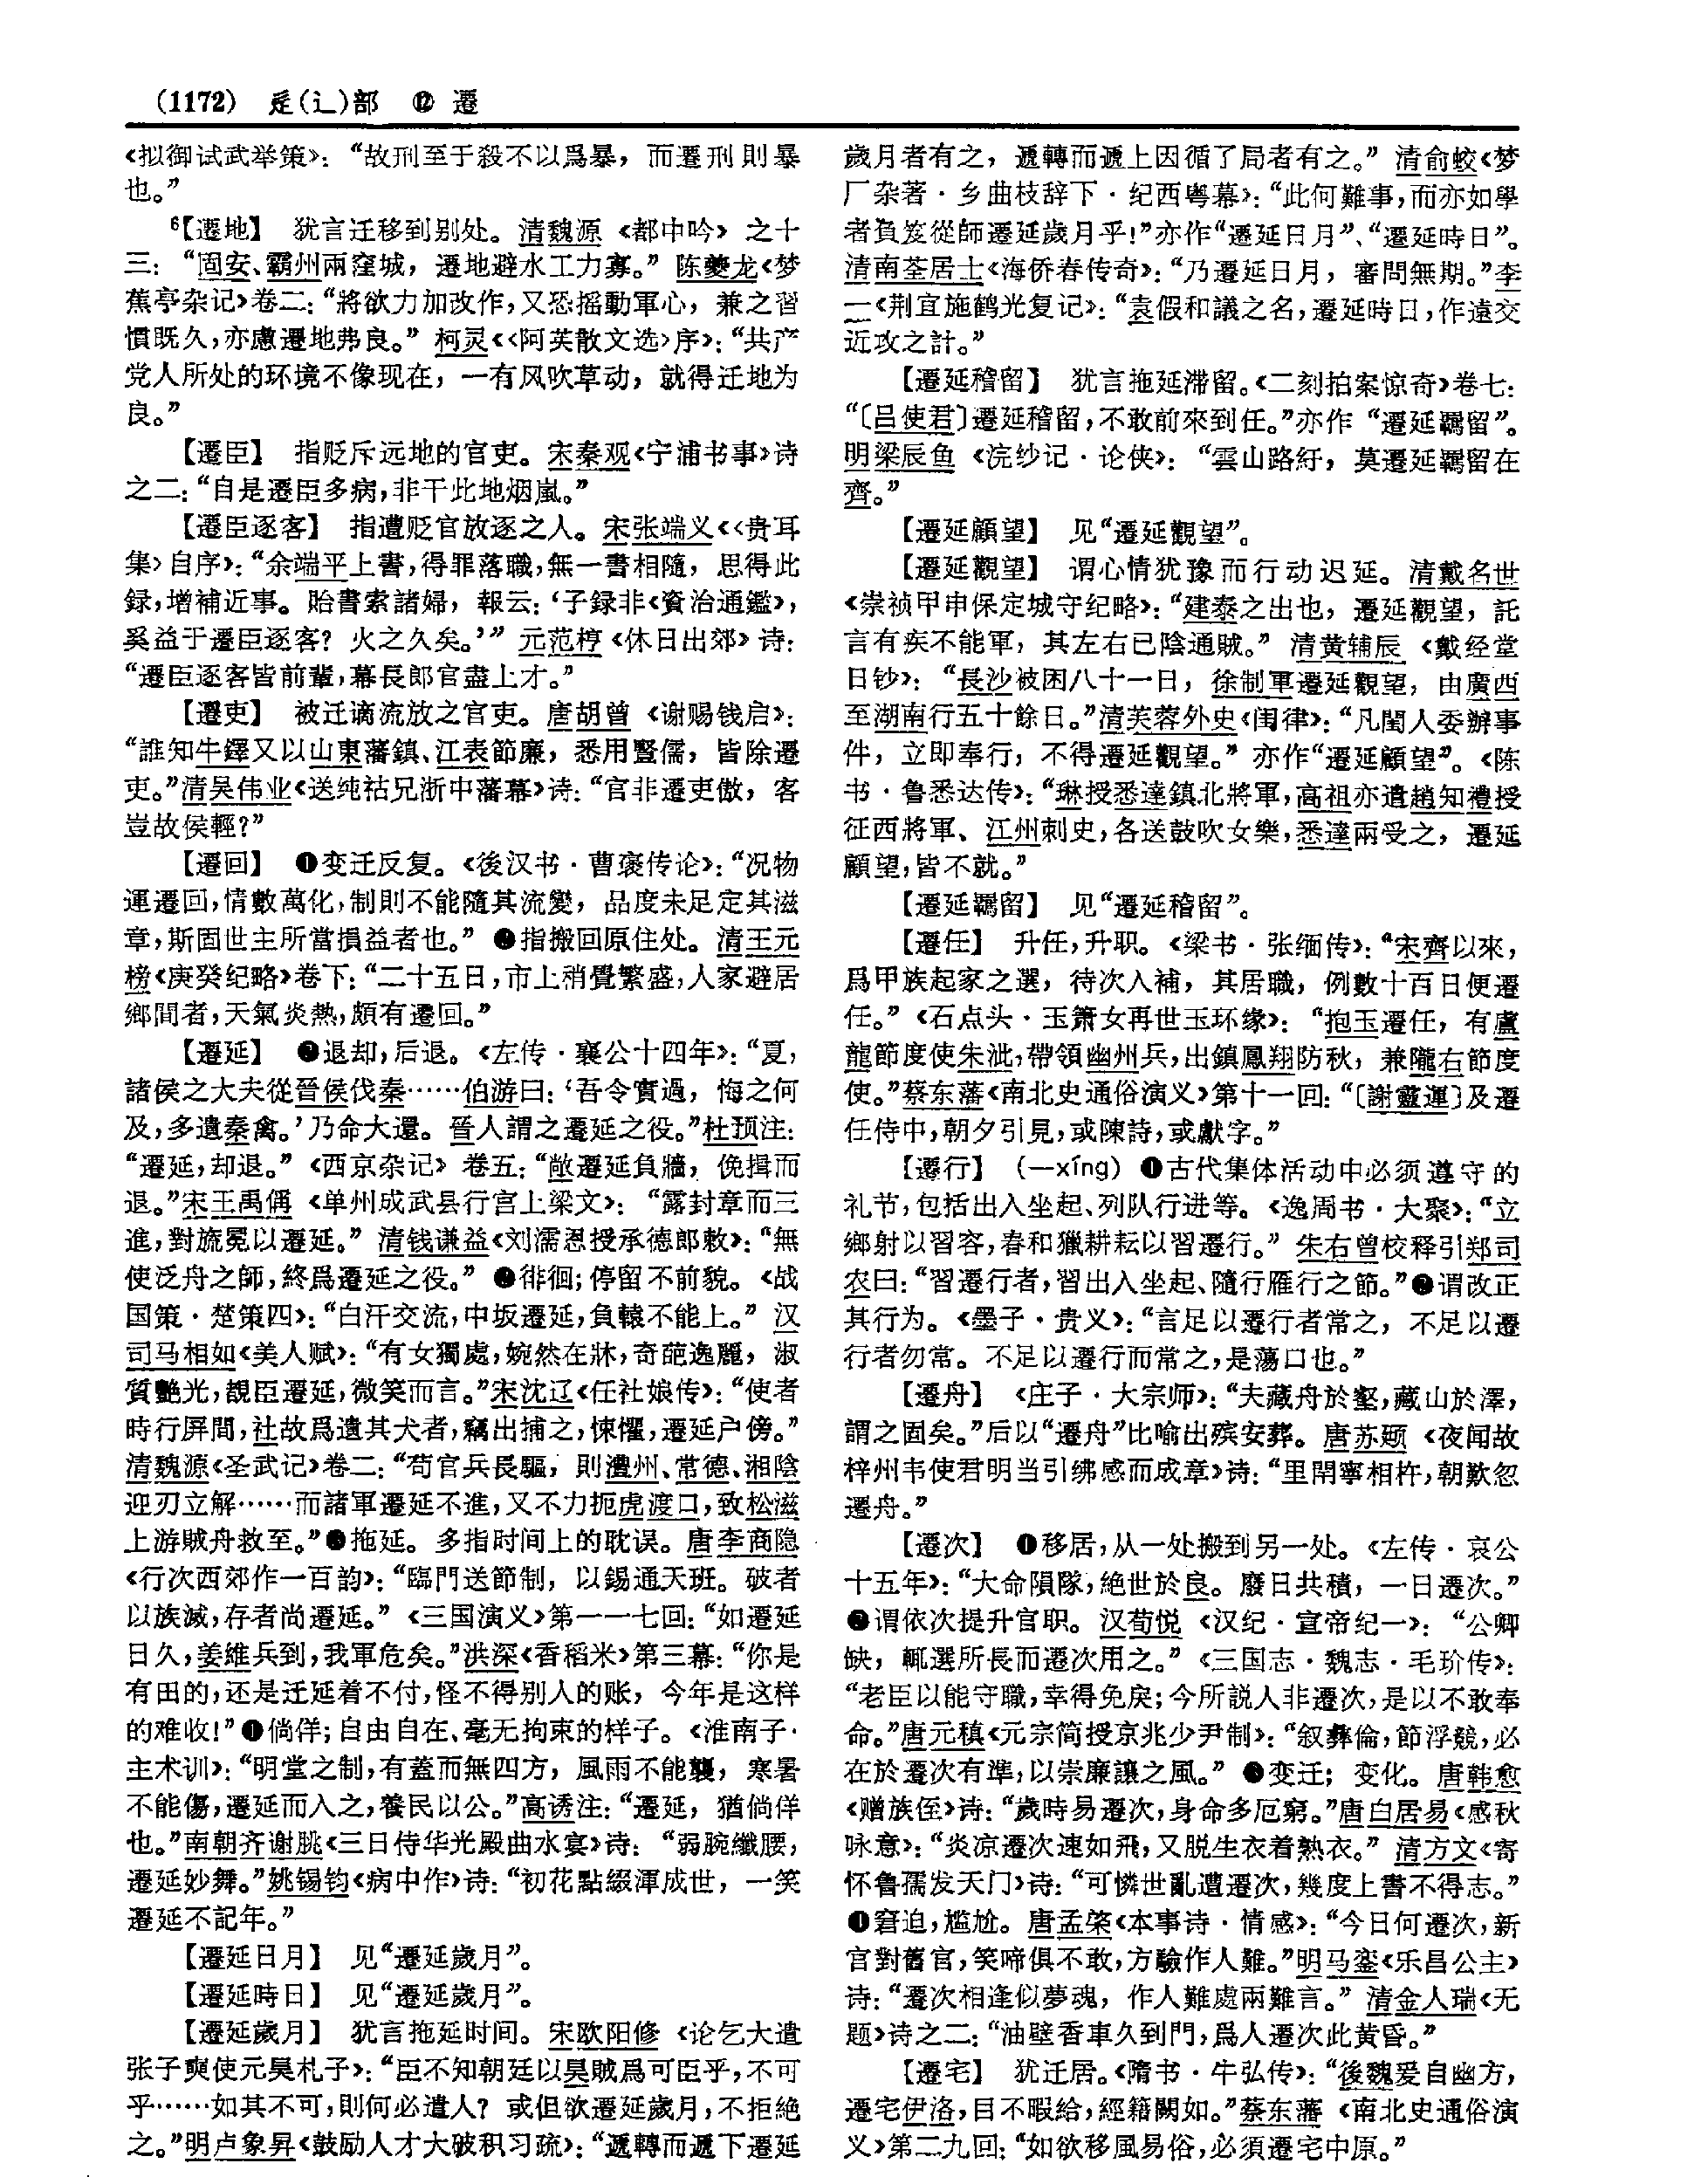 (1172) 辵(辶)部 ⑫ 遷
《拟御试武举策》：“故刑至于殺不以爲暴，而遷刑則暴
也。”
6【遷地】 犹言迁移到别处。清魏源《都中吟》之十
三：“固安、霸州兩窪城，遷地避水工力寡。”陈夔龙《梦
蕉亭杂记》卷二：“將欲力加改作，又恐摇動軍心，兼之習
慣既久，亦慮遷地弗良。”柯灵《〈阿英散文选〉序》：“共产
党人所处的环境不像现在，一有风吹草动，就得迁地为
良。”
【遷臣】 指贬斥远地的官吏。宋秦观《宁浦书事》诗
之二：“自是遷臣多病，非干此地烟嵐。”
【遷臣逐客】 指遭贬官放逐之人。宋张端义《〈贵耳
集〉自序》：“余端平上書，得罪落職，無一書相隨，思得此
録，增補近事。貽書索諸婦，報云：‘子録非《資治通鑑》，
奚益于遷臣逐客？火之久矣。’”元范梈《休日出郊》诗：
“遷臣逐客皆前輩，幕長郎官盡上才。”
【遷吏】 被迁谪流放之官吏。唐胡曾《谢赐钱启》：
“誰知牛鐸又以山東藩鎮、江表節廉，悉用豎儒，皆除遷
吏。”清吴伟业《送纯祜兄浙中藩幕》诗：“官非遷吏傲，客
豈故侯輕？”
【遷回】 ❶变迁反复。《後汉书·曹褒传论》：“况物
運遷回，情數萬化，制則不能隨其流變，品度未足定其滋
章，斯固世主所當損益者也。”❷指搬回原住处。清王元
榜《庚癸纪略》卷下：“二十五日，市上稍覺繁盛，人家避居
鄉間者，天氣炎熱，頗有遷回。”
【遷延】 ❶退却，后退。《左传·襄公十四年》：“夏，
諸侯之大夫從晉侯伐秦……伯游曰：‘吾令實過，悔之何
及，多遺秦禽。’乃命大還。晉人謂之遷延之役。”杜预注：
“遷延，却退。”《西京杂记》卷五：“敞遷延負牆，俛揖而
退。”宋王禹偁《单州成武县行宫上梁文》：“露封章而三
進，對旒冕以遷延。”清钱谦益《刘濡恩授承德郎敕》：“無
使泛舟之師，終爲遷延之役。”❷徘徊；停留不前貌。《战
国策·楚策四》：“白汗交流，中坂遷延，負轅不能上。”汉
司马相如《美人赋》：“有女獨處，婉然在牀，奇葩逸麗，淑
質艷光，覩臣遷延，微笑而言。”宋沈辽《任社娘传》：“使者
時行屏間，社故爲遺其犬者，竊出捕之，悚懼，遷延户傍。”
清魏源《圣武记》卷二：“苟官兵長驅，則澧州、常德、湘陰
迎刃立解……而諸軍遷延不進，又不力扼虎渡口，致松滋
上游賊舟救至。”❸拖延。多指时间上的耽误。唐李商隐
《行次西郊作一百韵》：“臨門送節制，以錫通天班。破者
以族滅，存者尚遷延。”《三国演义》第一一七回：“如遷延
日久，姜維兵到，我軍危矣。”洪深《香稻米》第三幕：“你是
有田的，还是迁延着不付，怪不得别人的账，今年是这样
的难收！”❹倘佯；自由自在、毫无拘束的样子。《淮南子·
主术训》：“明堂之制，有蓋而無四方，風雨不能襲，寒暑
不能傷，遷延而入之，養民以公。”高诱注：“遷延，猶倘佯
也。”南朝齐谢朓《三日侍华光殿曲水宴》诗：“弱腕纖腰，
遷延妙舞。”姚锡钧《病中作》诗：“初花點綴渾成世，一笑
遷延不記年。”
【遷延日月】 见“遷延歲月”。
【遷延時日】 见“遷延歲月”。
【遷延歲月】 犹言拖延时间。宋欧阳修《论乞大遣
张子奭使元昊札子》：“臣不知朝廷以昊賊爲可臣乎，不可
乎……如其不可，則何必遣人？或但欲遷延歲月，不拒絶
之。”明卢象昇《鼓励人才大破积习疏》：“遞轉而遞下遷延
歲月者有之，遞轉而遞上因循了局者有之。”清俞蛟《梦
厂杂著·乡曲枝辞下·纪西粤幕》：“此何難事，而亦如學
者負笈從師遷延歲月乎！”亦作“遷延日月”、“遷延時日”。
清南荃居士《海侨春传奇》：“乃遷延日月，審問無期。”李
一《荆宜施鹤光复记》：“袁假和議之名，遷延時日，作遠交
近攻之計。”
【遷延稽留】 犹言拖延滞留。《二刻拍案惊奇》卷七：
“〔吕使君〕遷延稽留，不敢前來到任。”亦作“遷延羈留”。
明梁辰鱼《浣纱记·论侠》：“雲山路紆，莫遷延羈留在
齊。”
【遷延顧望】 见“遷延觀望”。
【遷延觀望】 谓心情犹豫而行动迟延。清戴名世
《崇祯甲申保定城守纪略》：“建泰之出也，遷延觀望，託
言有疾不能軍，其左右已陰通賊。”清黄辅辰《戴经堂
日钞》：“長沙被困八十一日，徐制軍遷延觀望，由廣西
至湖南行五十餘日。”清芙蓉外史《闺律》：“凡閨人委辦事
件，立即奉行，不得遷延觀望。”亦作“遷延顧望”。《陈
书·鲁悉达传》：“琳授悉達鎮北將軍，高祖亦遣趙知禮授
征西將軍、江州刺史，各送鼓吹女樂，悉達兩受之，遷延
顧望，皆不就。”
【遷延羈留】 见“遷延稽留”。
【遷任】 升任，升职。《梁书·张缅传》：“宋齊以來，
爲甲族起家之選，待次入補，其居職，例數十百日便遷
任。”《石点头·玉箫女再世玉环缘》：“抱玉遷任，有盧
龍節度使朱泚，帶領幽州兵，出鎮鳳翔防秋，兼隴右節度
使。”蔡东藩《南北史通俗演义》第十一回：“〔謝靈運〕及遷
任侍中，朝夕引見，或陳詩，或獻字。”
【遷行】 （—xíng）❶古代集体活动中必须遵守的
礼节，包括出入坐起、列队行进等。《逸周书·大聚》：“立
鄉射以習容，春和獵耕耘以習遷行。”朱右曾校释引郑司
农曰：“習遷行者，習出入坐起、隨行雁行之節。”❷谓改正
其行为。《墨子·贵义》：“言足以遷行者常之，不足以遷
行者勿常。不足以遷行而常之，是蕩口也。”
【遷舟】 《庄子·大宗师》：“夫藏舟於壑，藏山於澤，
謂之固矣。”后以“遷舟”比喻出殡安葬。唐苏颋《夜闻故
梓州韦使君明当引绋感而成章》诗：“里閈寧相杵，朝歎忽
遷舟。”
【遷次】 ❶移居，从一处搬到另一处。《左传·哀公
十五年》：“大命隕隊，絶世於良。廢日共積，一日遷次。”
❷谓依次提升官职。汉荀悦《汉纪·宣帝纪一》：“公卿
缺，輒選所長而遷次用之。”《三国志·魏志·毛玠传》：
“老臣以能守職，幸得免戾；今所説人非遷次，是以不敢奉
命。”唐元稹《元宗简授京兆少尹制》：“叙彝倫，節浮競，必
在於遷次有準，以崇廉讓之風。”❸变迁；变化。唐韩愈
《赠族侄》诗：“歲時易遷次，身命多厄窮。”唐白居易《感秋
咏意》：“炎凉遷次速如飛，又脱生衣着熟衣。”清方文《寄
怀鲁孺发天门》诗：“可憐世亂遭遷次，幾度上書不得志。”
❹窘迫，尴尬。唐孟棨《本事诗·情感》：“今日何遷次，新
官對舊官，笑啼俱不敢，方驗作人難。”明马銮《乐昌公主》
诗：“遷次相逢似夢魂，作人難處兩難言。”清金人瑞《无
题》诗之二：“油壁香車久到門，爲人遷次此黄昏。”
【遷宅】 犹迁居。《隋书·牛弘传》：“後魏爰自幽方，
遷宅伊洛，目不暇給，經籍闕如。”蔡东藩《南北史通俗演
义》第二九回：“如欲移風易俗，必須遷宅中原。”